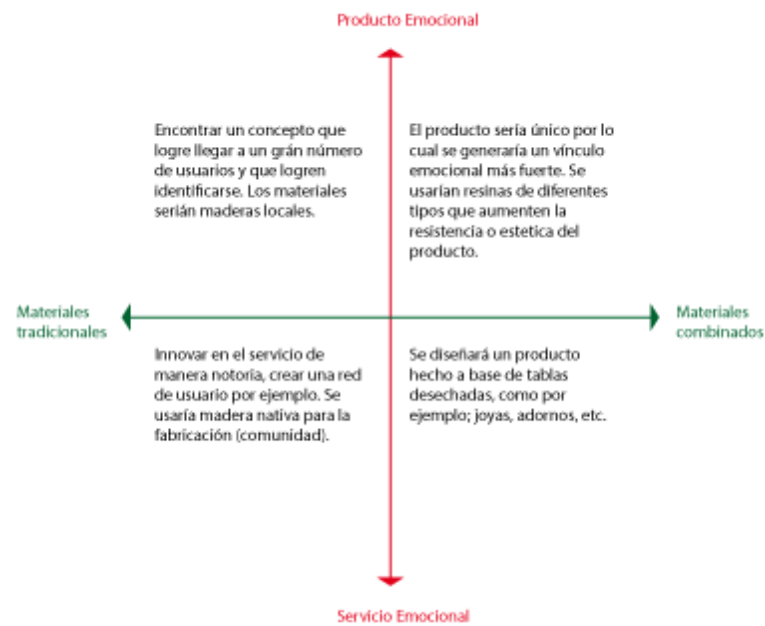 Producto Emocional
Encontrar un concepto que
logre llegar a un grán número
de usuarios y que logren
identificarse. Los materiales
serián maderas locales.
El producto sería único por lo
cual se generaría un vínculo
emocional más fuerte. Se
usarían resinas de diferentes
tipos que aumenten la
resistencia o estetica del
producto.
Materiales
tradicionales
Materiales
combinados
Innovar en el servicio de
manera notoria, crear una red
de usuario por ejemplo. Se
usaría madera nativa para la
fabricación (comunidad).
Se diseñará un producto
hecho a base de tablas
desechadas, como por
ejemplo; joyas, adornos, etc.
Servicio Emocional